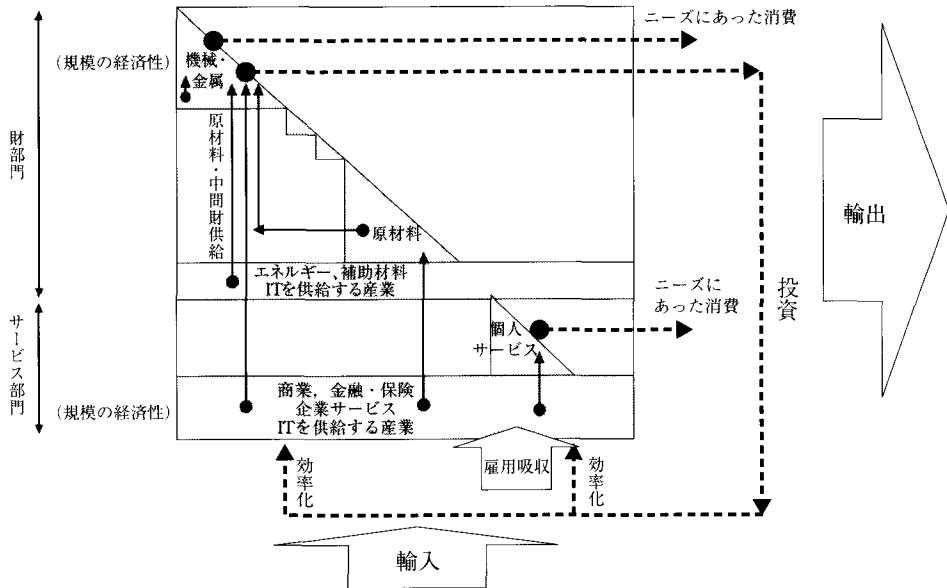 ニーズにあった消費
(規模の経済性)
機械・
金属
財部門
原材料・中間財供給
原材料
輸出
エネルギー、補助材料
ITを供給する産業
ニーズに
あった消費
投資
サービス部門
個人
サービス
(規模の経済性)
商業，金融・保険
企業サービス
ITを供給する産業
効率化
雇用吸収
効率化
輸入